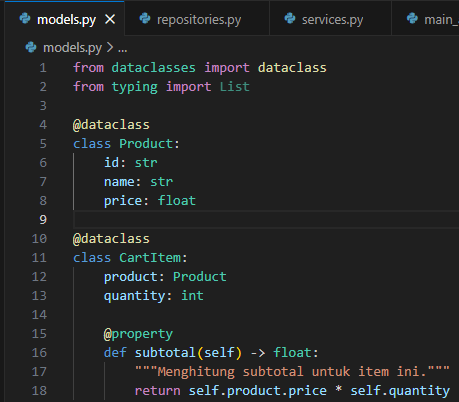 models.py repositories.py services.py main_
models.py > ...
1 from dataclasses import dataclass
2 from typing import List
3
4 @dataclass
5 class Product:
6     id: str
7     name: str
8     price: float
9
10 @dataclass
11 class CartItem:
12     product: Product
13     quantity: int
14
15     @property
16     def subtotal(self) -> float:
17         """Menghitung subtotal untuk item ini."""
18         return self.product.price * self.quantity